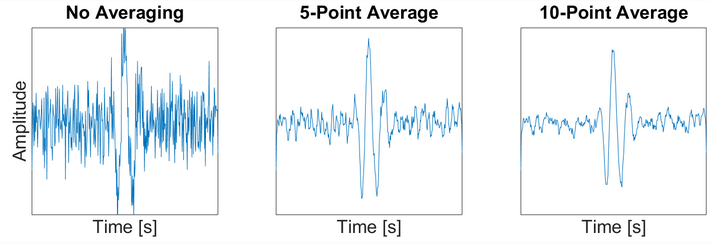 No Averaging
5-Point Average
10-Point Average
Amplitude
Time [s]
Time [s]
Time [s]